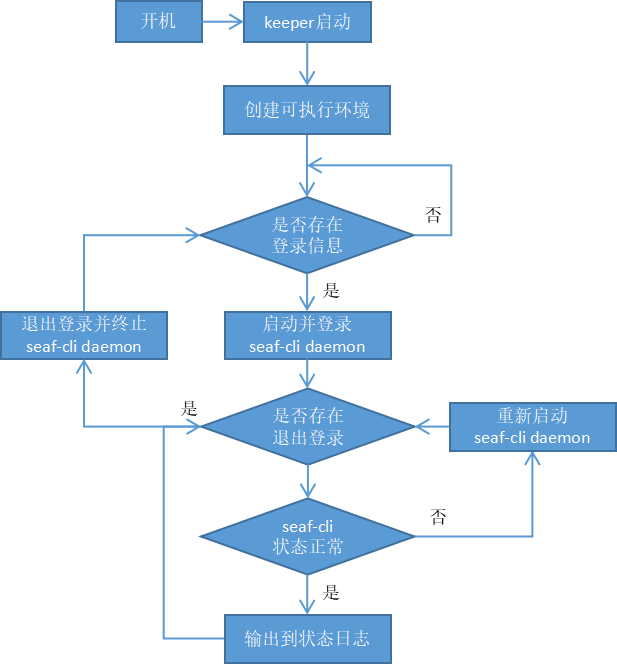 开机
keeper启动
创建可执行环境
是否存在
登录信息
否
是
退出登录并终止
seaf-cli daemon
启动并登录
seaf-cli daemon
是
是否存在
退出登录
重新启动
seaf-cli daemon
seaf-cli
状态正常
否
是
输出到状态日志